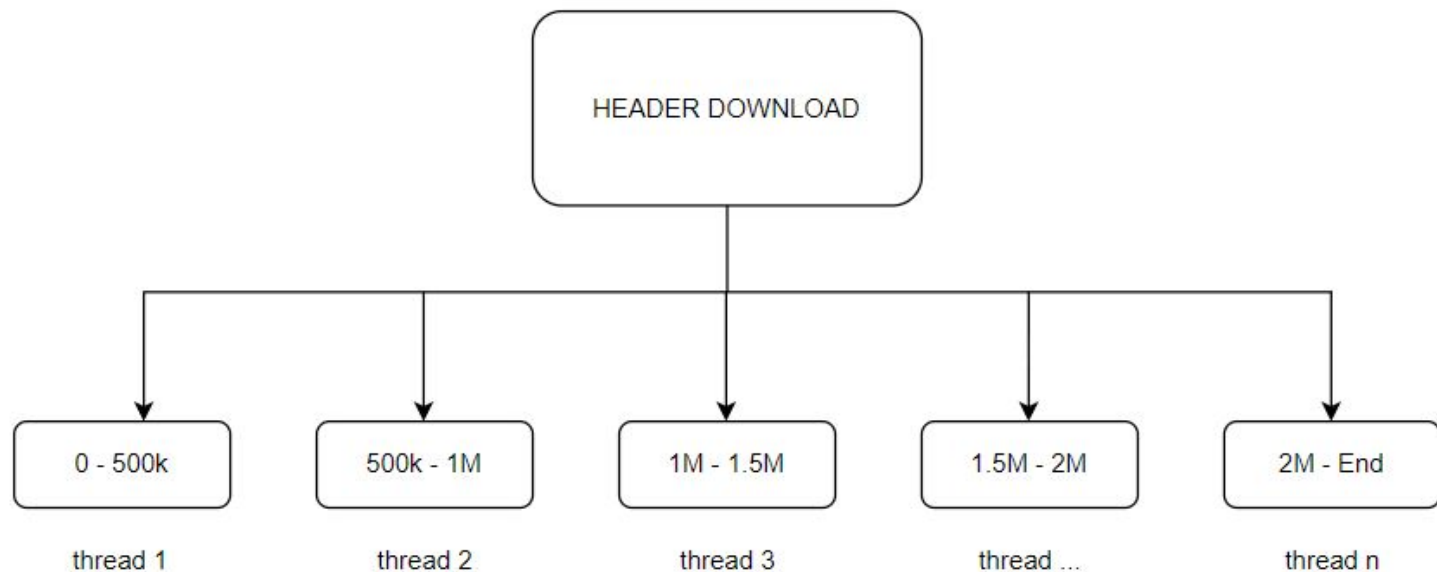 HEADER DOWNLOAD
0 - 500k
500k - 1M
1M - 1.5M
1.5M - 2M
2M - End
thread 1
thread 2
thread 3
thread ...
thread n